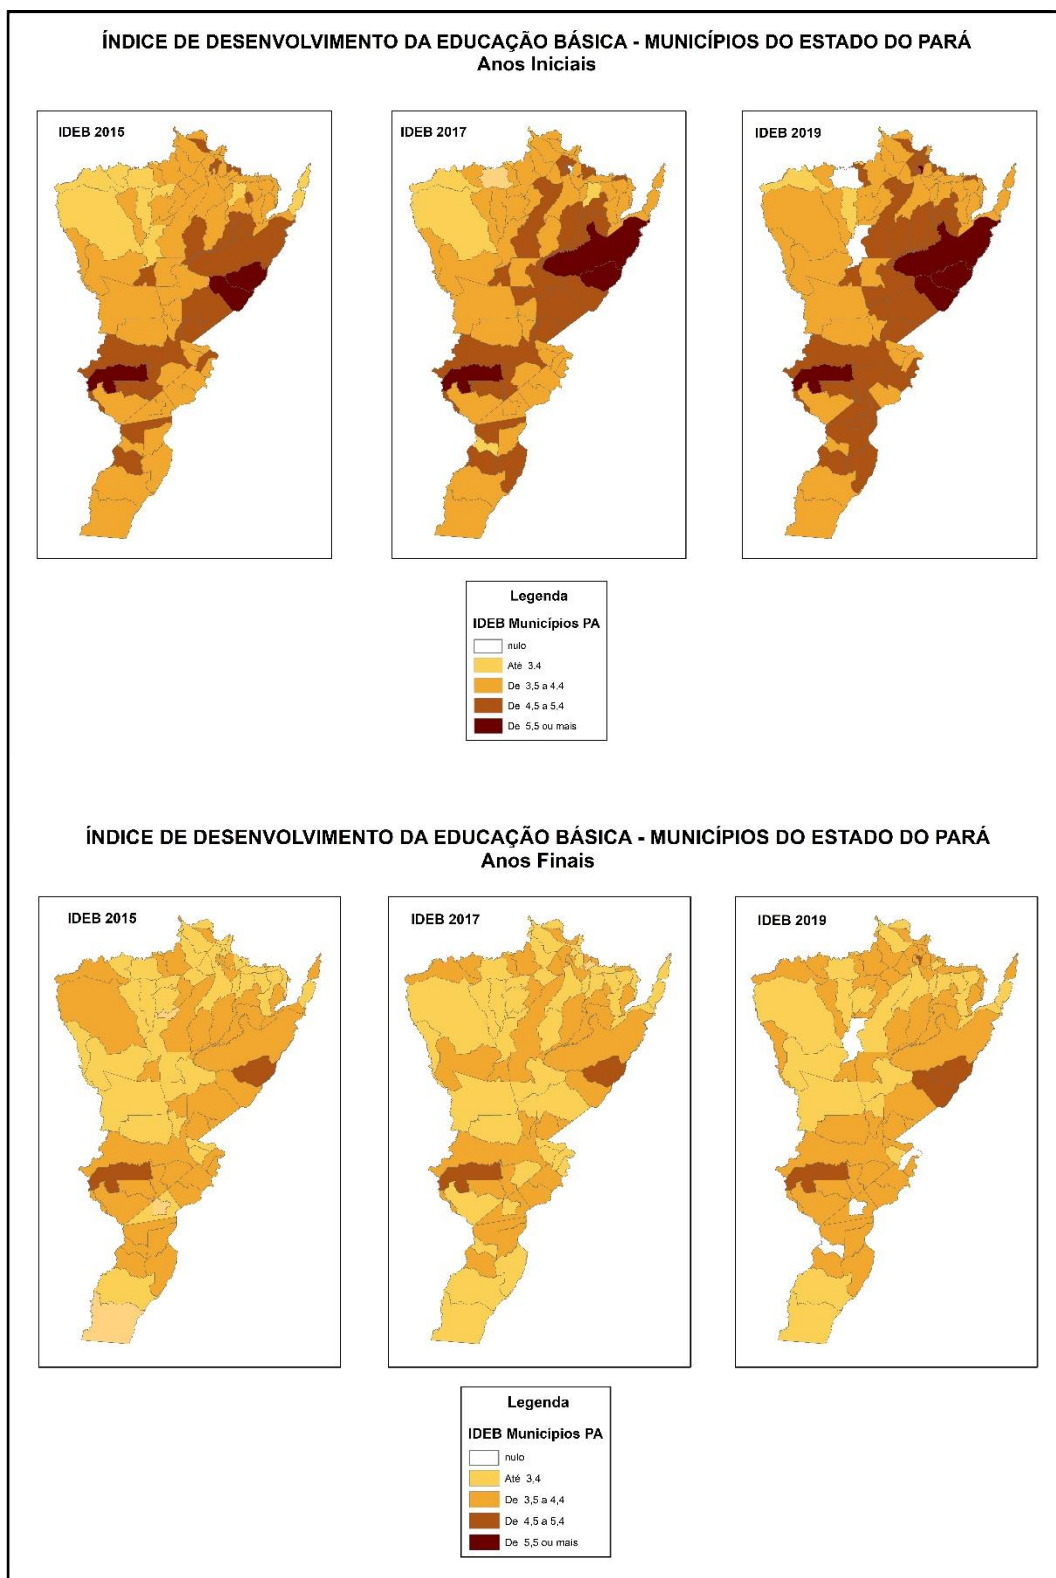 ÍNDICE DE DESENVOLVIMENTO DA EDUCAÇÃO BÁSICA - MUNICÍPIOS DO ESTADO DO PARÁ
Anos Iniciais
IDEB 2015
IDEB 2017
IDEB 2019
Legenda
IDEB Municípios PA
nulo
Até 3.4
De 3,5 a 4,4
De 4,5 a 5,4
De 5,5 ou mais
ÍNDICE DE DESENVOLVIMENTO DA EDUCAÇÃO BÁSICA - MUNICÍPIOS DO ESTADO DO PARÁ
Anos Finais
IDEB 2015
IDEB 2017
IDEB 2019
Legenda
IDEB Municipios PA
nulo
Até 3,4
De 3,5 a 4,4
De 4,5 a 5,4
De 5,5 ou mais